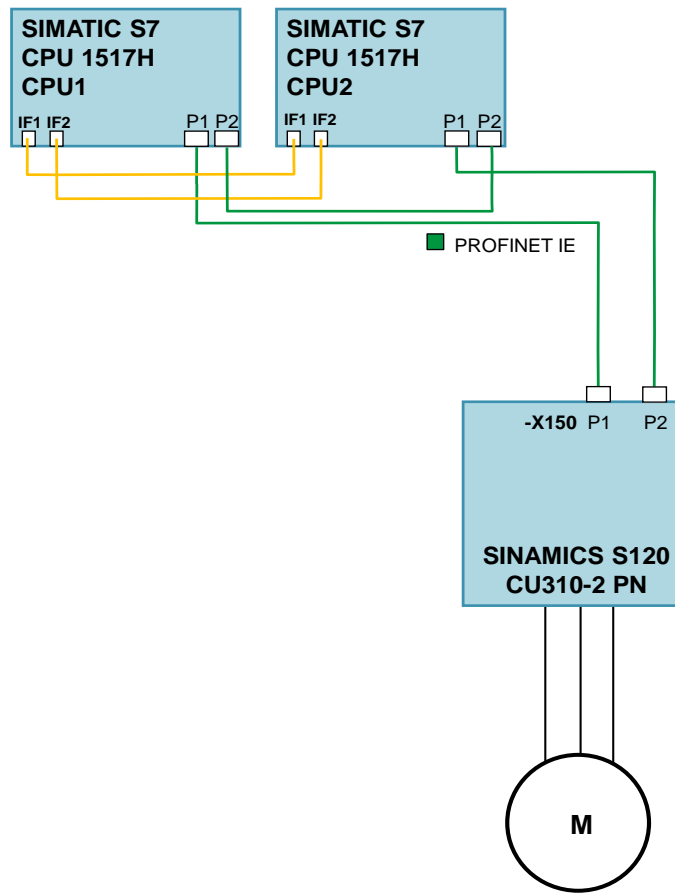 SIMATIC S7
CPU 1517H
CPU1
IF1 IF2 P1 P2
SIMATIC S7
CPU 1517H
CPU2
IF1 IF2 P1 P2
PROFINET IE
-X150 P1 P2
SINAMICS S120
CU310-2 PN
M